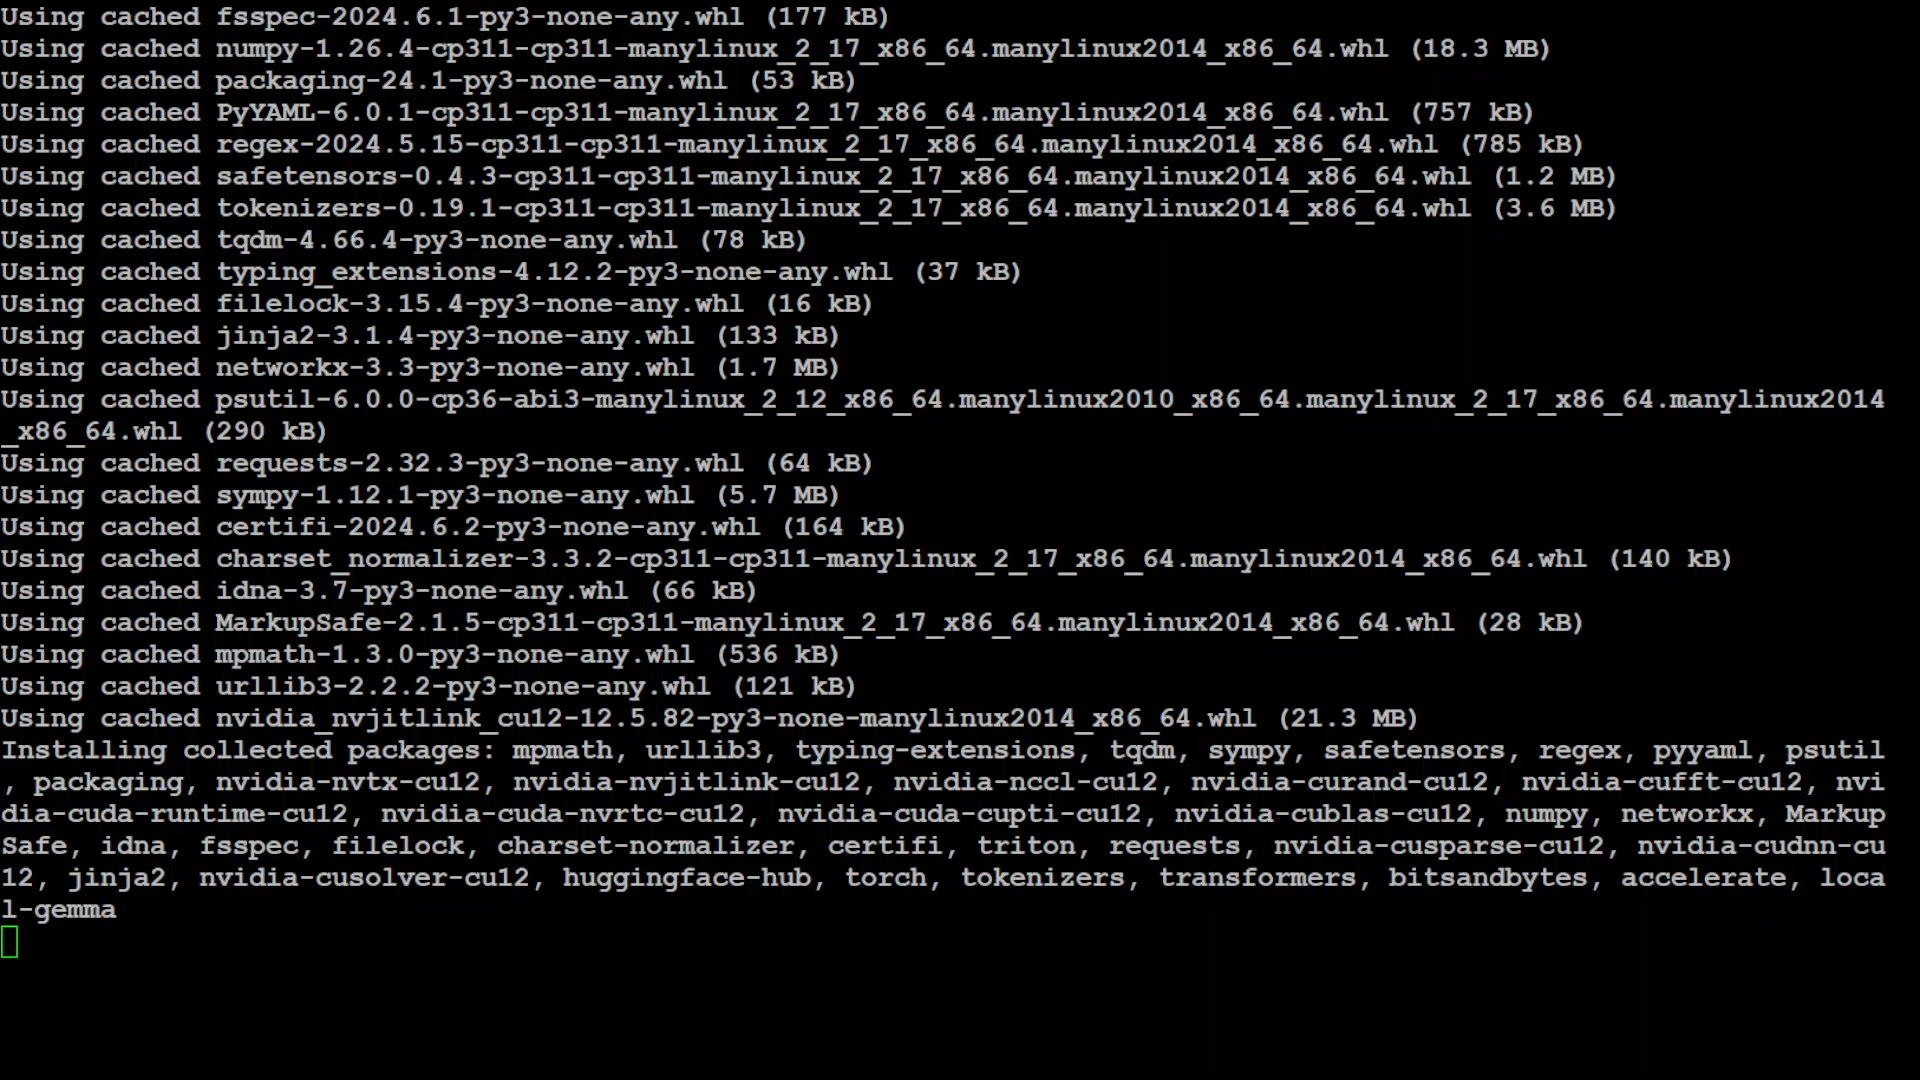 Using cached fsspec-2024.6.1-py3-none-any.whl (177 kB)
Using cached numpy-1.26.4-cp311-cp311-manylinux_2_17_x86_64.manylinux2014_x86_64.whl (18.3 MB)
Using cached packaging-24.1-py3-none-any.whl (53 kB)
Using cached PyYAML-6.0.1-cp311-cp311-manylinux_2_17_x86_64.manylinux2014_x86_64.whl (757 kB)
Using cached regex-2024.5.15-cp311-cp311-manylinux_2_17_x86_64.manylinux2014_x86_64.whl (785 kB)
Using cached safetensors-0.4.3-cp311-cp311-manylinux_2_17_x86_64.manylinux2014_x86_64.whl (1.2 MB)
Using cached tokenizers-0.19.1-cp311-cp311-manylinux_2_17_x86_64.manylinux2014_x86_64.whl (3.6 MB)
Using cached tqdm-4.66.4-py3-none-any.whl (78 kB)
Using cached typing_extensions-4.12.2-py3-none-any.whl (37 kB)
Using cached filelock-3.15.4-py3-none-any.whl (16 kB)
Using cached jinja2-3.1.4-py3-none-any.whl (133 kB)
Using cached networkx-3.3-py3-none-any.whl (1.7 MB)
Using cached psutil-6.0.0-cp36-abi3-manylinux_2_12_x86_64.manylinux2010_x86_64.manylinux_2_17_x86_64.manylinux2014
_x86_64.whl (290 kB)
Using cached requests-2.32.3-py3-none-any.whl (64 kB)
Using cached sympy-1.12.1-py3-none-any.whl (5.7 MB)
Using cached certifi-2024.6.2-py3-none-any.whl (164 kB)
Using cached charset_normalizer-3.3.2-cp311-cp311-manylinux_2_17_x86_64.manylinux2014_x86_64.whl (140 kB)
Using cached idna-3.7-py3-none-any.whl (66 kB)
Using cached MarkupSafe-2.1.5-cp311-cp311-manylinux_2_17_x86_64.manylinux2014_x86_64.whl (28 kB)
Using cached mpmath-1.3.0-py3-none-any.whl (536 kB)
Using cached urllib3-2.2.2-py3-none-any.whl (121 kB)
Using cached nvidia_nvjitlink_cu12-12.5.82-py3-none-manylinux2014_x86_64.whl (21.3 MB)
Installing collected packages: mpmath, urllib3, typing-extensions, tqdm, sympy, safetensors, regex, pyyaml, psutil
, packaging, nvidia-nvtx-cu12, nvidia-nvjitlink-cu12, nvidia-nccl-cu12, nvidia-curand-cu12, nvidia-cufft-cu12, nvi
dia-cuda-runtime-cu12, nvidia-cuda-nvrtc-cu12, nvidia-cuda-cupti-cu12, nvidia-cublas-cu12, numpy, networkx, Markup
Safe, idna, fsspec, filelock, charset-normalizer, certifi, triton, requests, nvidia-cusparse-cu12, nvidia-cudnn-cu
12, jinja2, nvidia-cusolver-cu12, huggingface-hub, torch, tokenizers, transformers, bitsandbytes, accelerate, loca
l-gemma